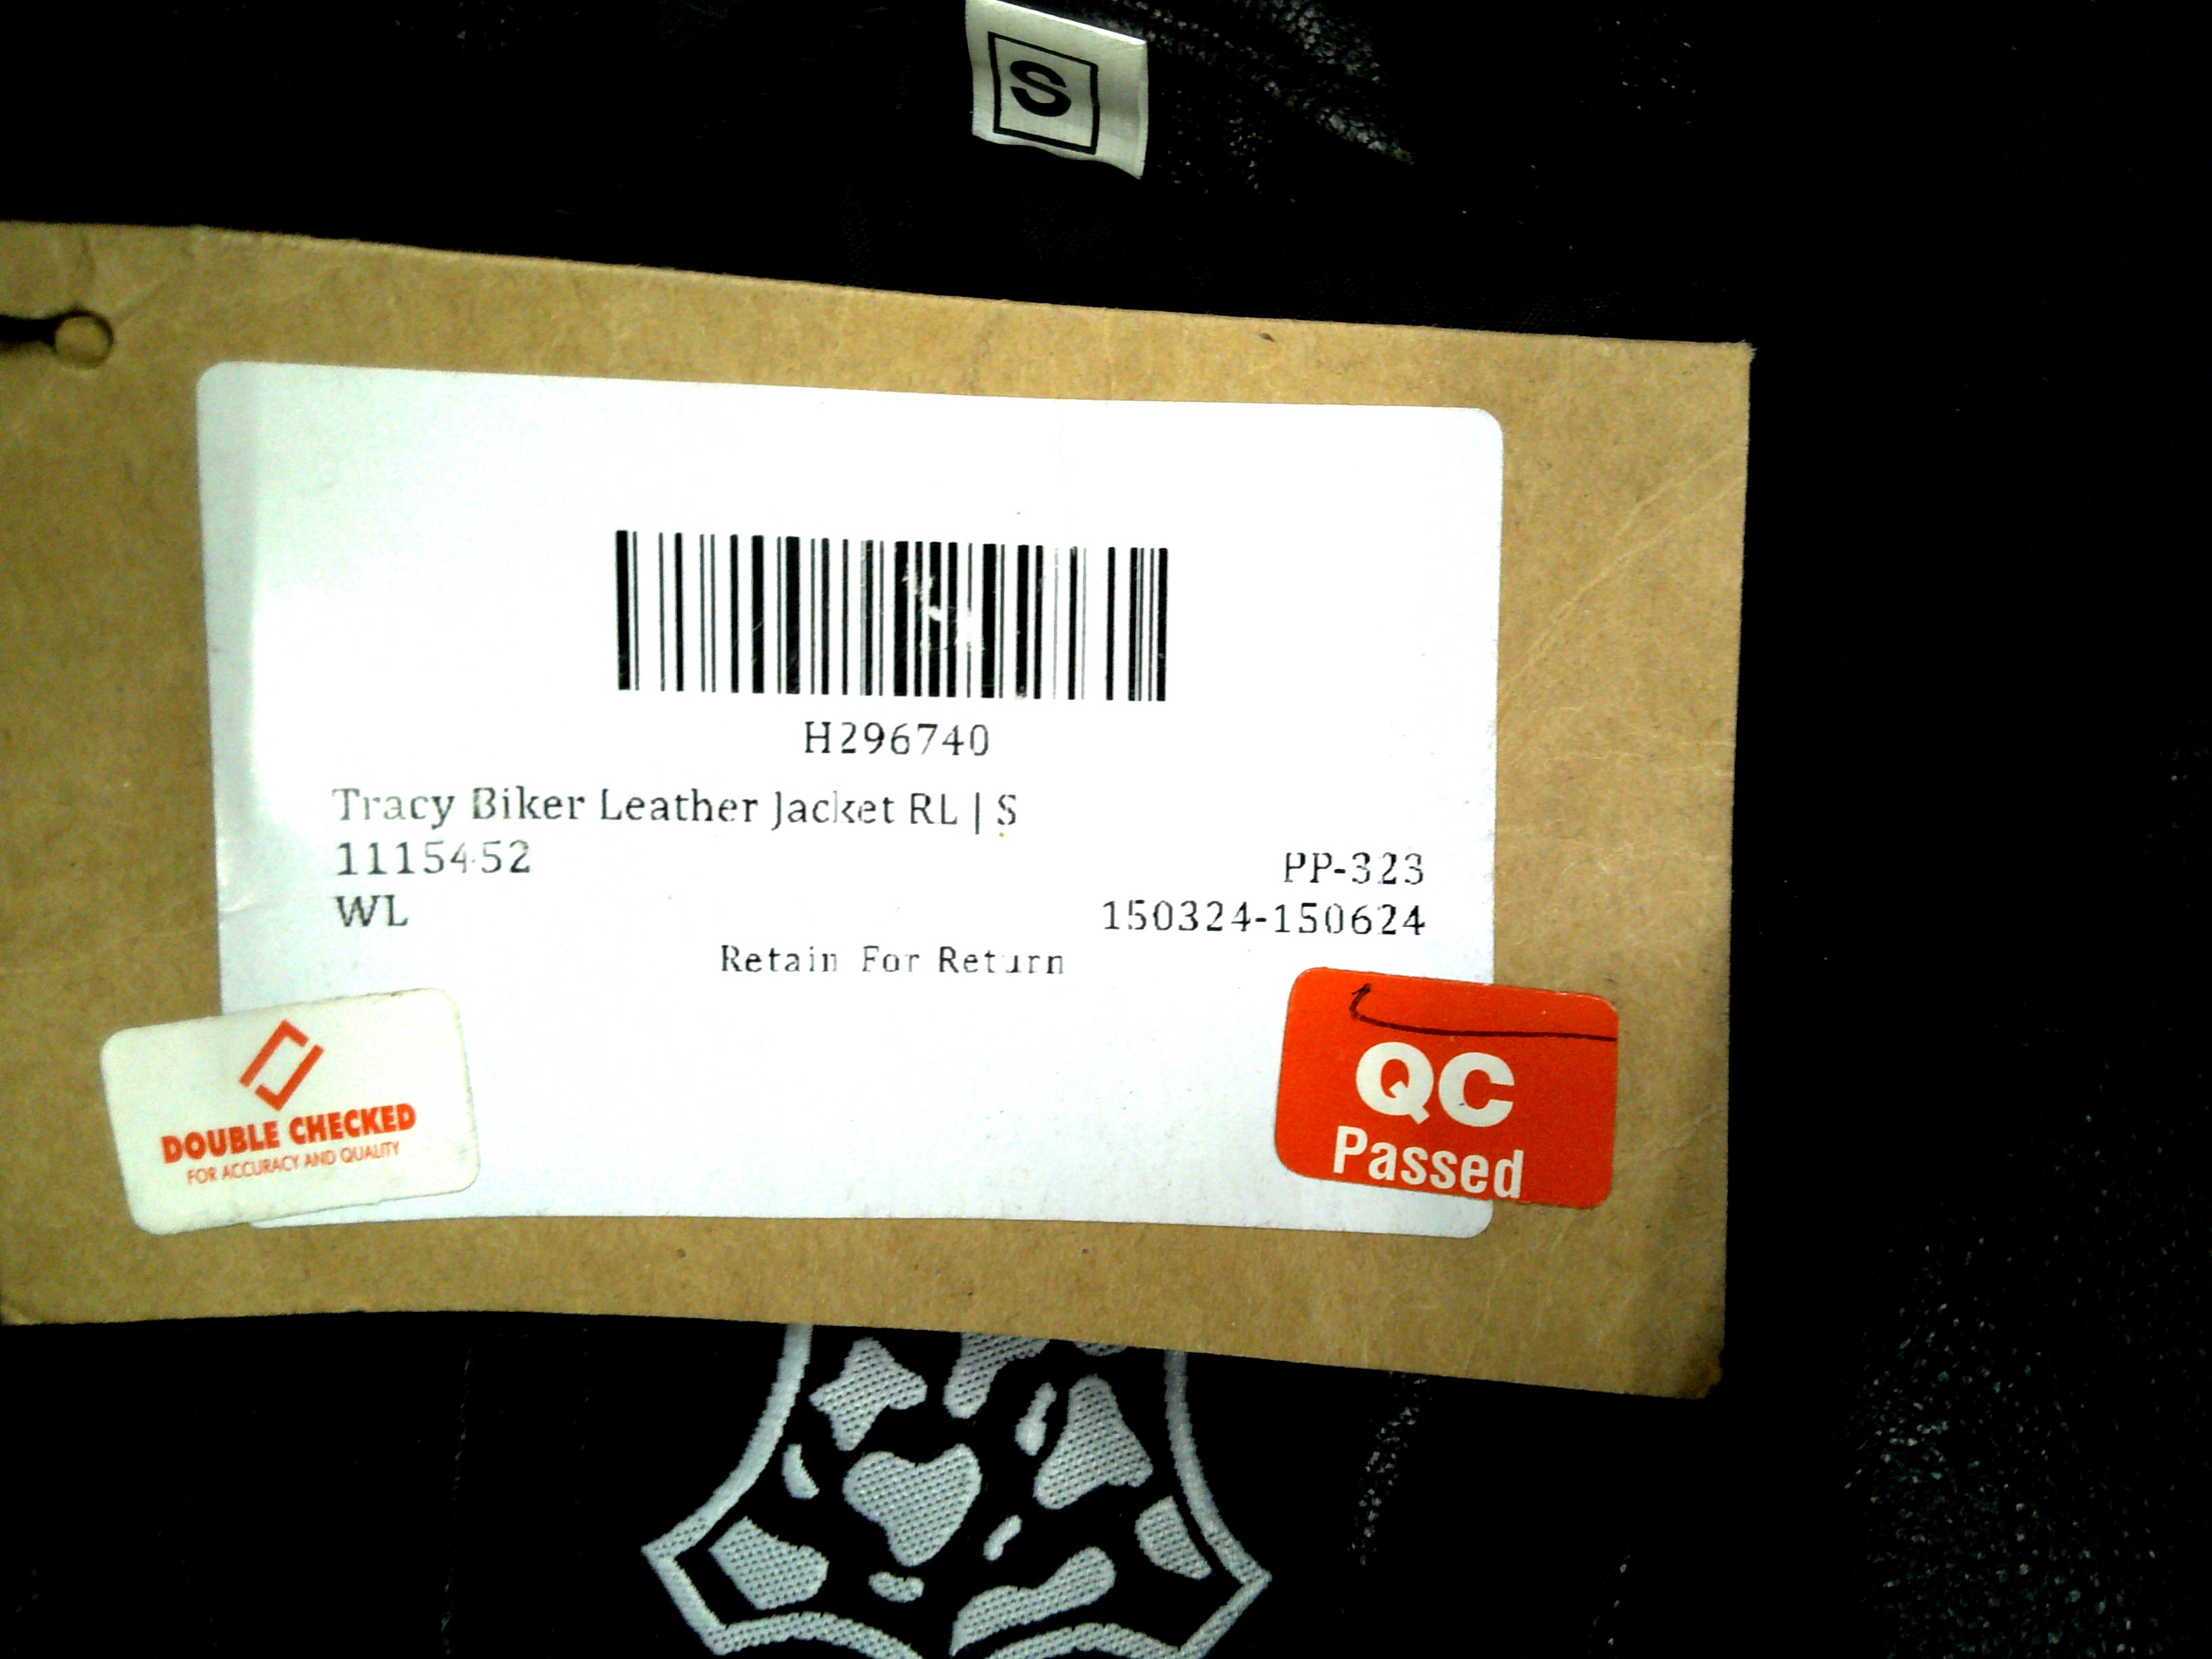 S
H296740
Tracy Biker Leather Jacket RL | S
1115452
PP-323
WL
150324-150624
Retain For Return
DOUBLE CHECKED
FOR ACCURACY AND QUALITY
QC
Passed